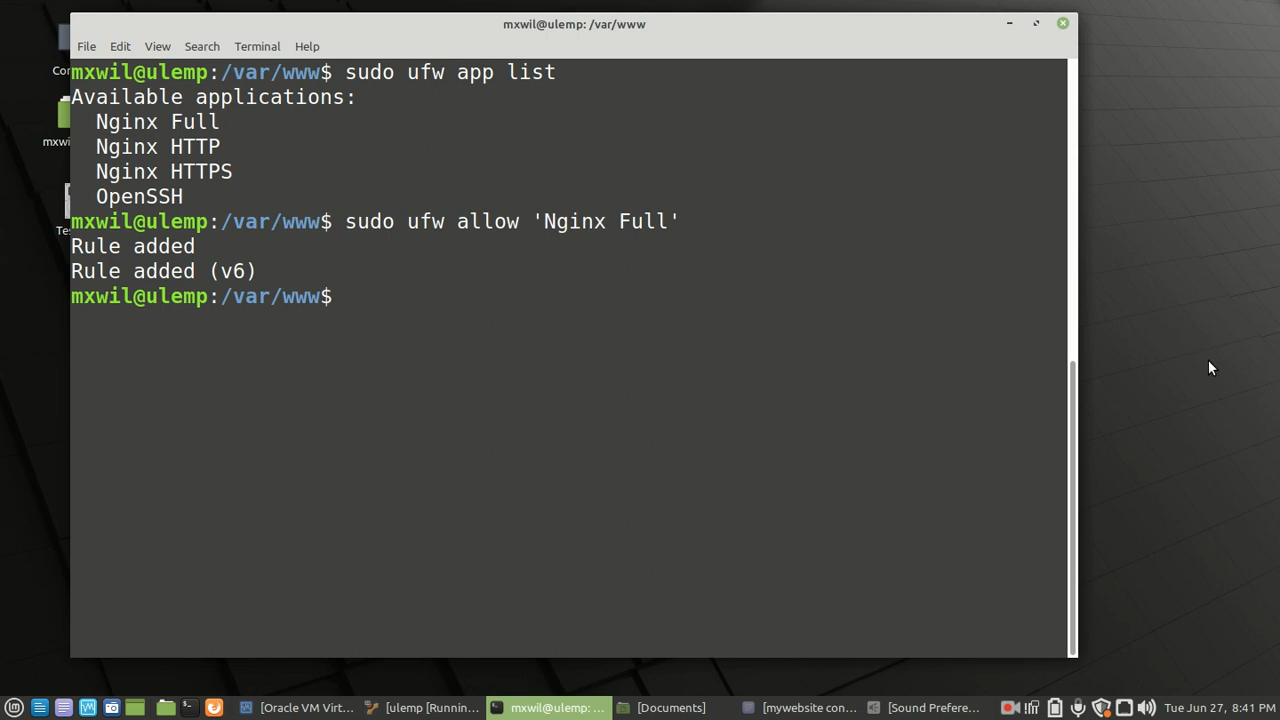 mxwil@ulemp: /var/www
File Edit View Search Terminal Help
mxwil@ulemp:/var/www$ sudo ufw app list
Available applications:
Nginx Full
Nginx HTTP
Nginx HTTPS
OpenSSH
mxwil@ulemp:/var/www$ sudo ufw allow 'Nginx Full'
Rule added
Rule added (v6)
mxwil@ulemp:/var/www$
[Oracle VM Virt... [ulemp [Runnin... mxwil@ulemp: ... [Documents] [mywebsite con... [Sound Prefere... Tue Jun 27, 8:41 PM